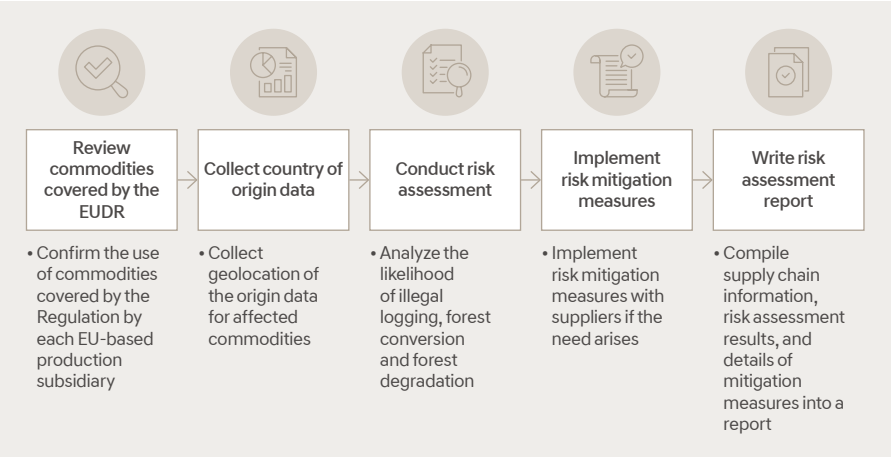 Review
commodities
covered by the
EUDR
• Confirm the use
of commodities
covered by the
Regulation by
each EU-based
production
subsidiary
Collect country of
origin data
• Collect
geolocation of
the origin data
for affected
commodities
Conduct risk
assessment
• Analyze the
likelihood
of illegal
logging, forest
conversion
and forest
degradation
Implement
risk mitigation
measures
• Implement
risk mitigation
measures with
suppliers if the
need arises
Write risk
assessment
report
• Compile
supply chain
information,
risk assessment
results, and
details of
mitigation
measures into a
report